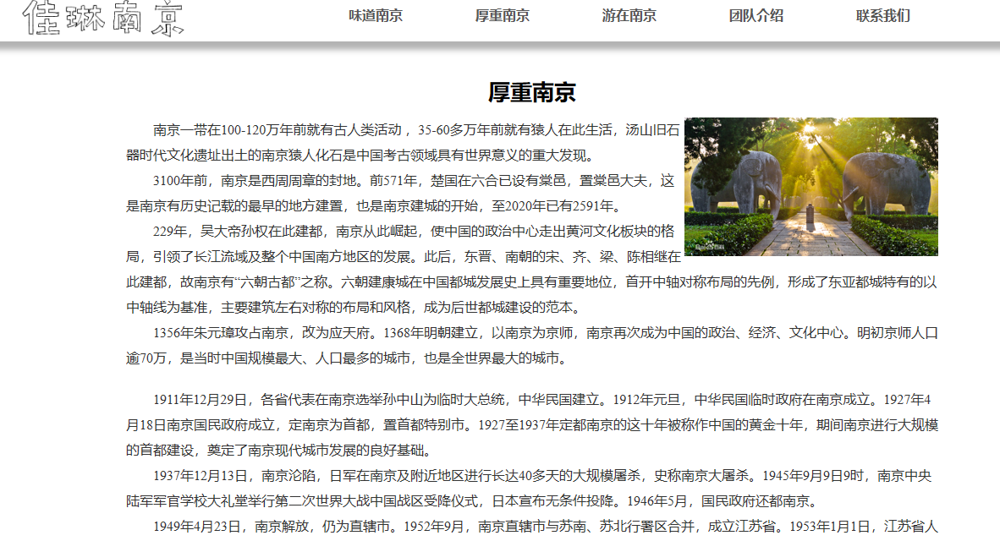 佳琳南京
味道南京 厚重南京 游在南京 团队介绍 联系我们
厚重南京
南京一带在100-120万年前就有古人类活动，35-60多万年前就有猿人在此生活，汤山旧石
器时代文化遗址出土的南京猿人化石是中国考古领域具有世界意义的重大发现。
3100年前，南京是西周周章的封地。前571年，楚国在六合已设有棠邑，置棠邑大夫，这
是南京有历史记载的最早的地方建置，也是南京建城的开始，至2020年已有2591年。
229年，吴大帝孙权在此建都，南京从此崛起，使中国的政治中心走出黄河文化板块的格
局，引领了长江流域及整个中国南方地区的发展。此后，东晋、南朝的宋、齐、梁、陈相继在
此建都，故南京有“六朝古都”之称。六朝建康城在中国都城发展史上具有重要地位，首开中轴对称布局的先例，形成了东亚都城特有的以
中轴线为基准，主要建筑左右对称的布局和风格，成为后世都城建设的范本。
1356年朱元璋攻占南京，改为应天府。1368年明朝建立，以南京为京师，南京再次成为中国的政治、经济、文化中心。明初京师人口
逾70万，是当时中国规模最大、人口最多的城市，也是全世界最大的城市。
1911年12月29日，各省代表在南京选举孙中山为临时大总统，中华民国建立。1912年元旦，中华民国临时政府在南京成立。1927年4
月18日南京国民政府成立，定南京为首都，置首都特别市。1927至1937年定都南京的这十年被称作中国的黄金十年，期间南京进行大规模
的首都建设，奠定了南京现代城市发展的良好基础。
1937年12月13日，南京沦陷，日军在南京及附近地区进行长达40多天的大规模屠杀，史称南京大屠杀。1945年9月9日9时，南京中央
陆军军官学校大礼堂举行第二次世界大战中国战区受降仪式，日本宣布无条件投降。1946年5月，国民政府还都南京。
1949年4月23日，南京解放，仍为直辖市。1952年9月，南京直辖市与苏南、苏北行署区合并，成立江苏省。1953年1月1日，江苏省人